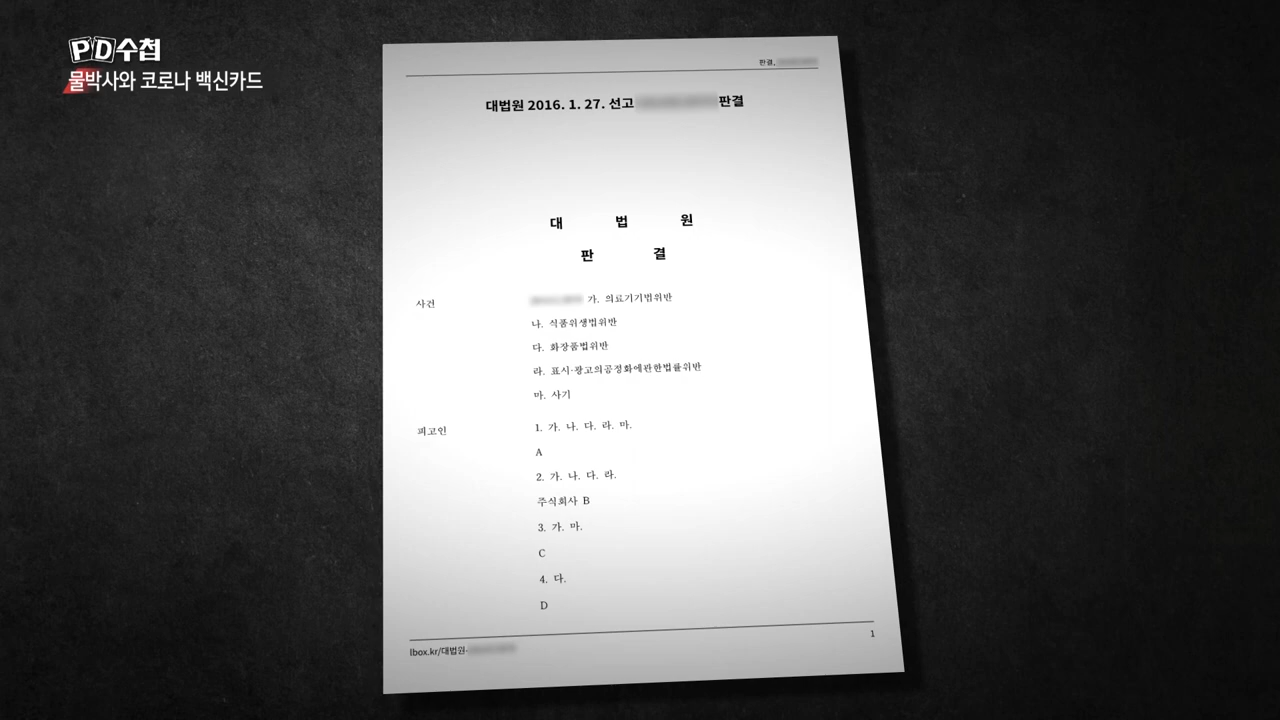 PD수첩
물박사와 코로나 백신카드
판결,
대법원 2016. 1. 27. 선고 판결
대 법 원
판 결
사건 가. 의료기기법위반
나. 식품위생법위반
다. 화장품법위반
라. 표시·광고의공정화에관한법률위반
마. 사기
피고인 1. 가. 나. 다. 라. 마.
A
2. 가. 나. 다. 라.
주식회사 B
3. 가. 마.
C
4. 다.
D
1
lbox.kr/대법원-